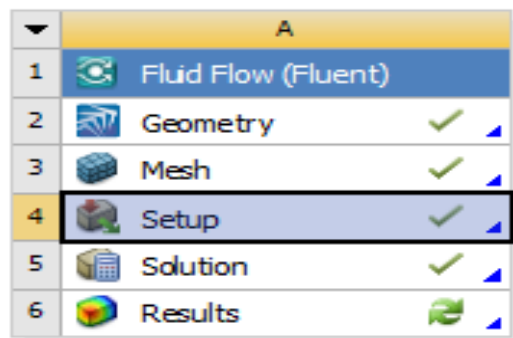 A
1 Fluid Flow (Fluent)
2 Geometry
3 Mesh
4 Setup
5 Solution
6 Results